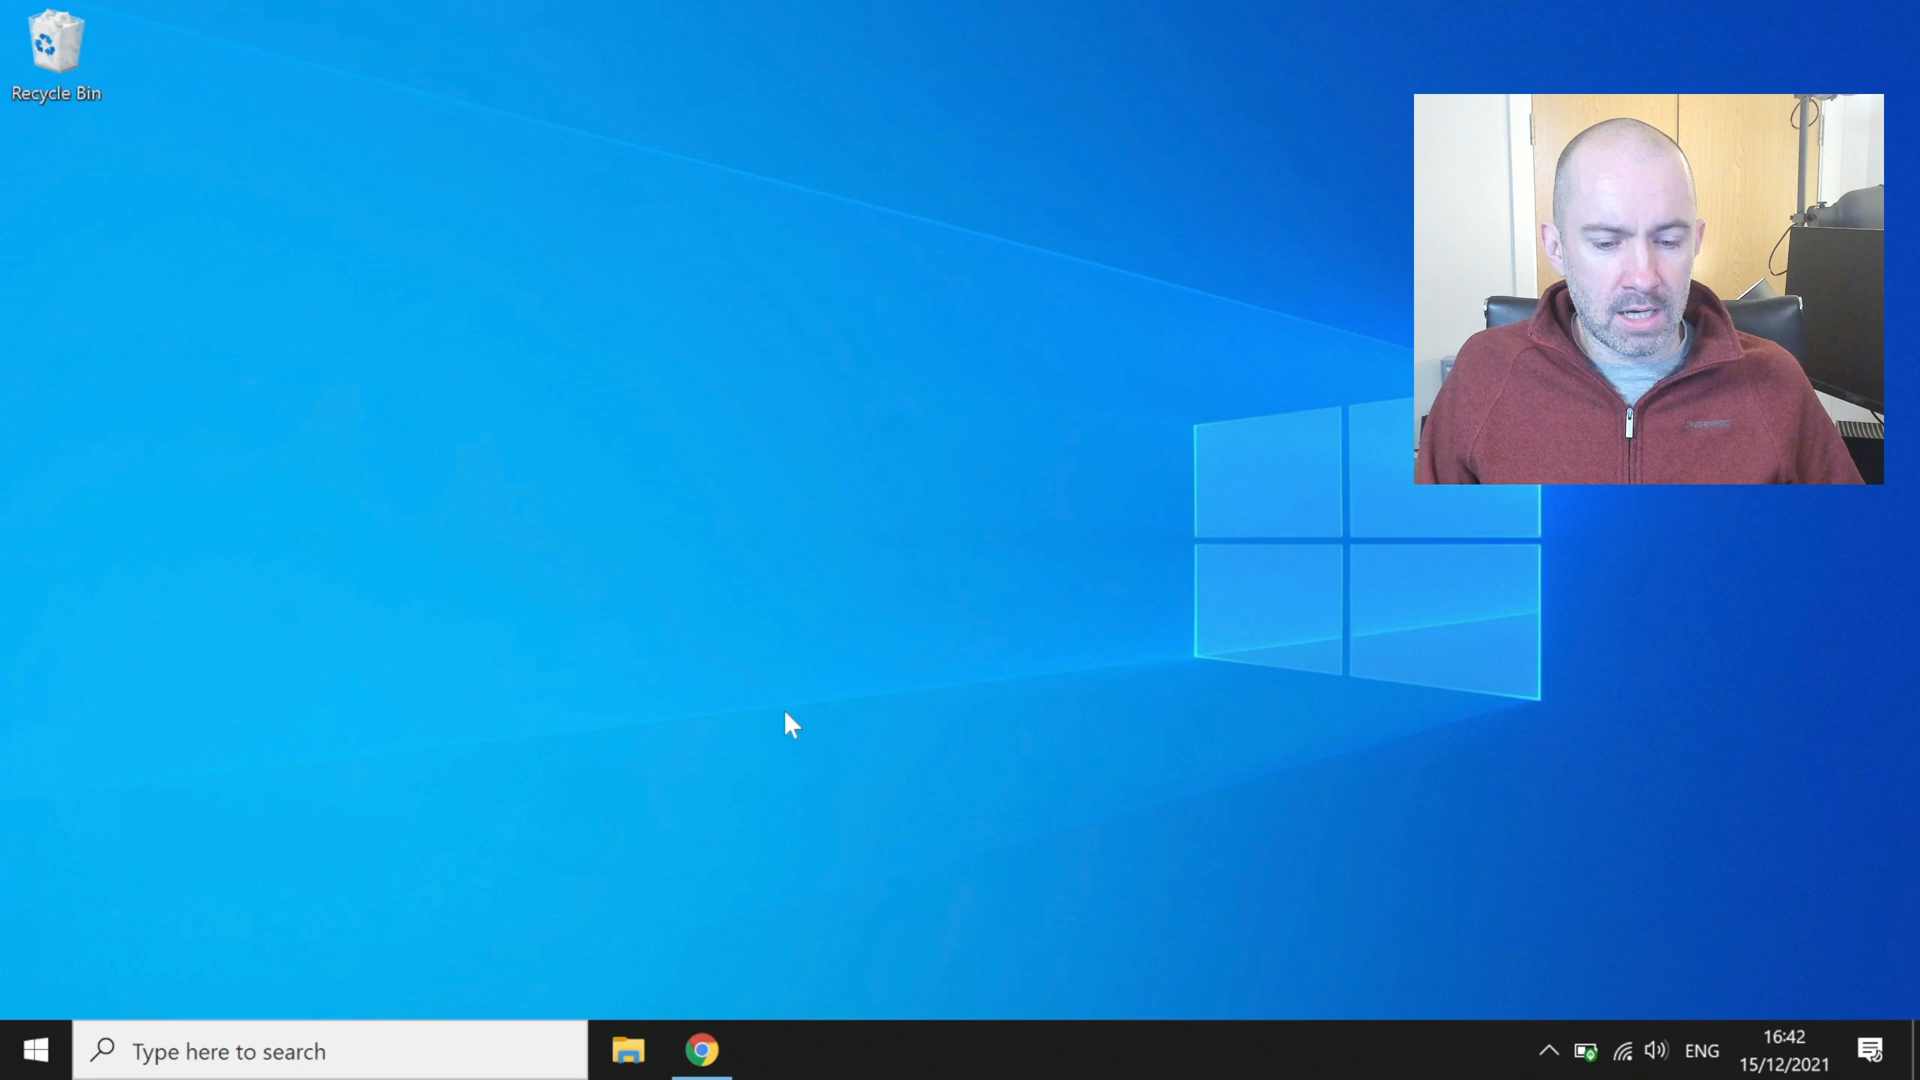 Recycle Bin
Type here to search
ENG
16:42
15/12/2021